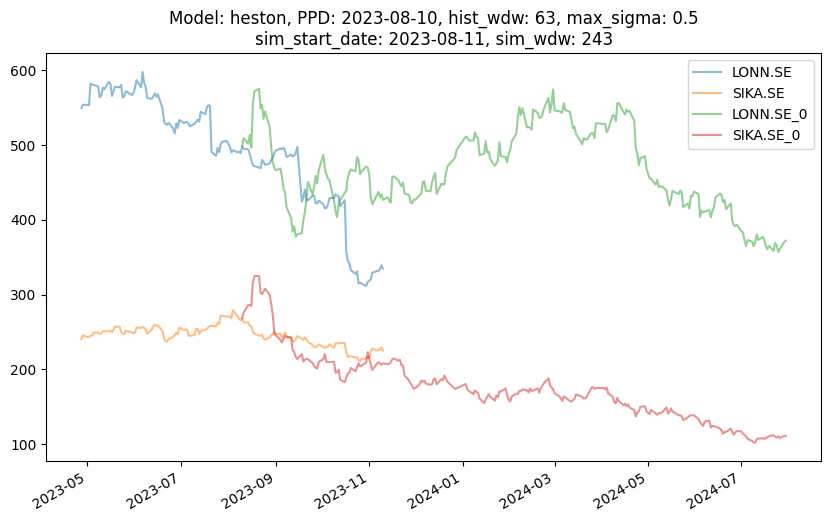 Model: heston, PPD: 2023-08-10, hist_wdw: 63, max_sigma: 0.5
sim_start_date: 2023-08-11, sim_wdw: 243
LONN.SE
SIKA.SE
LONN.SE_0
SIKA.SE_0
600
500
400
300
200
100
2023-05
2023-07
2023-09
2023-11
2024-01
2024-03
2024-05
2024-07